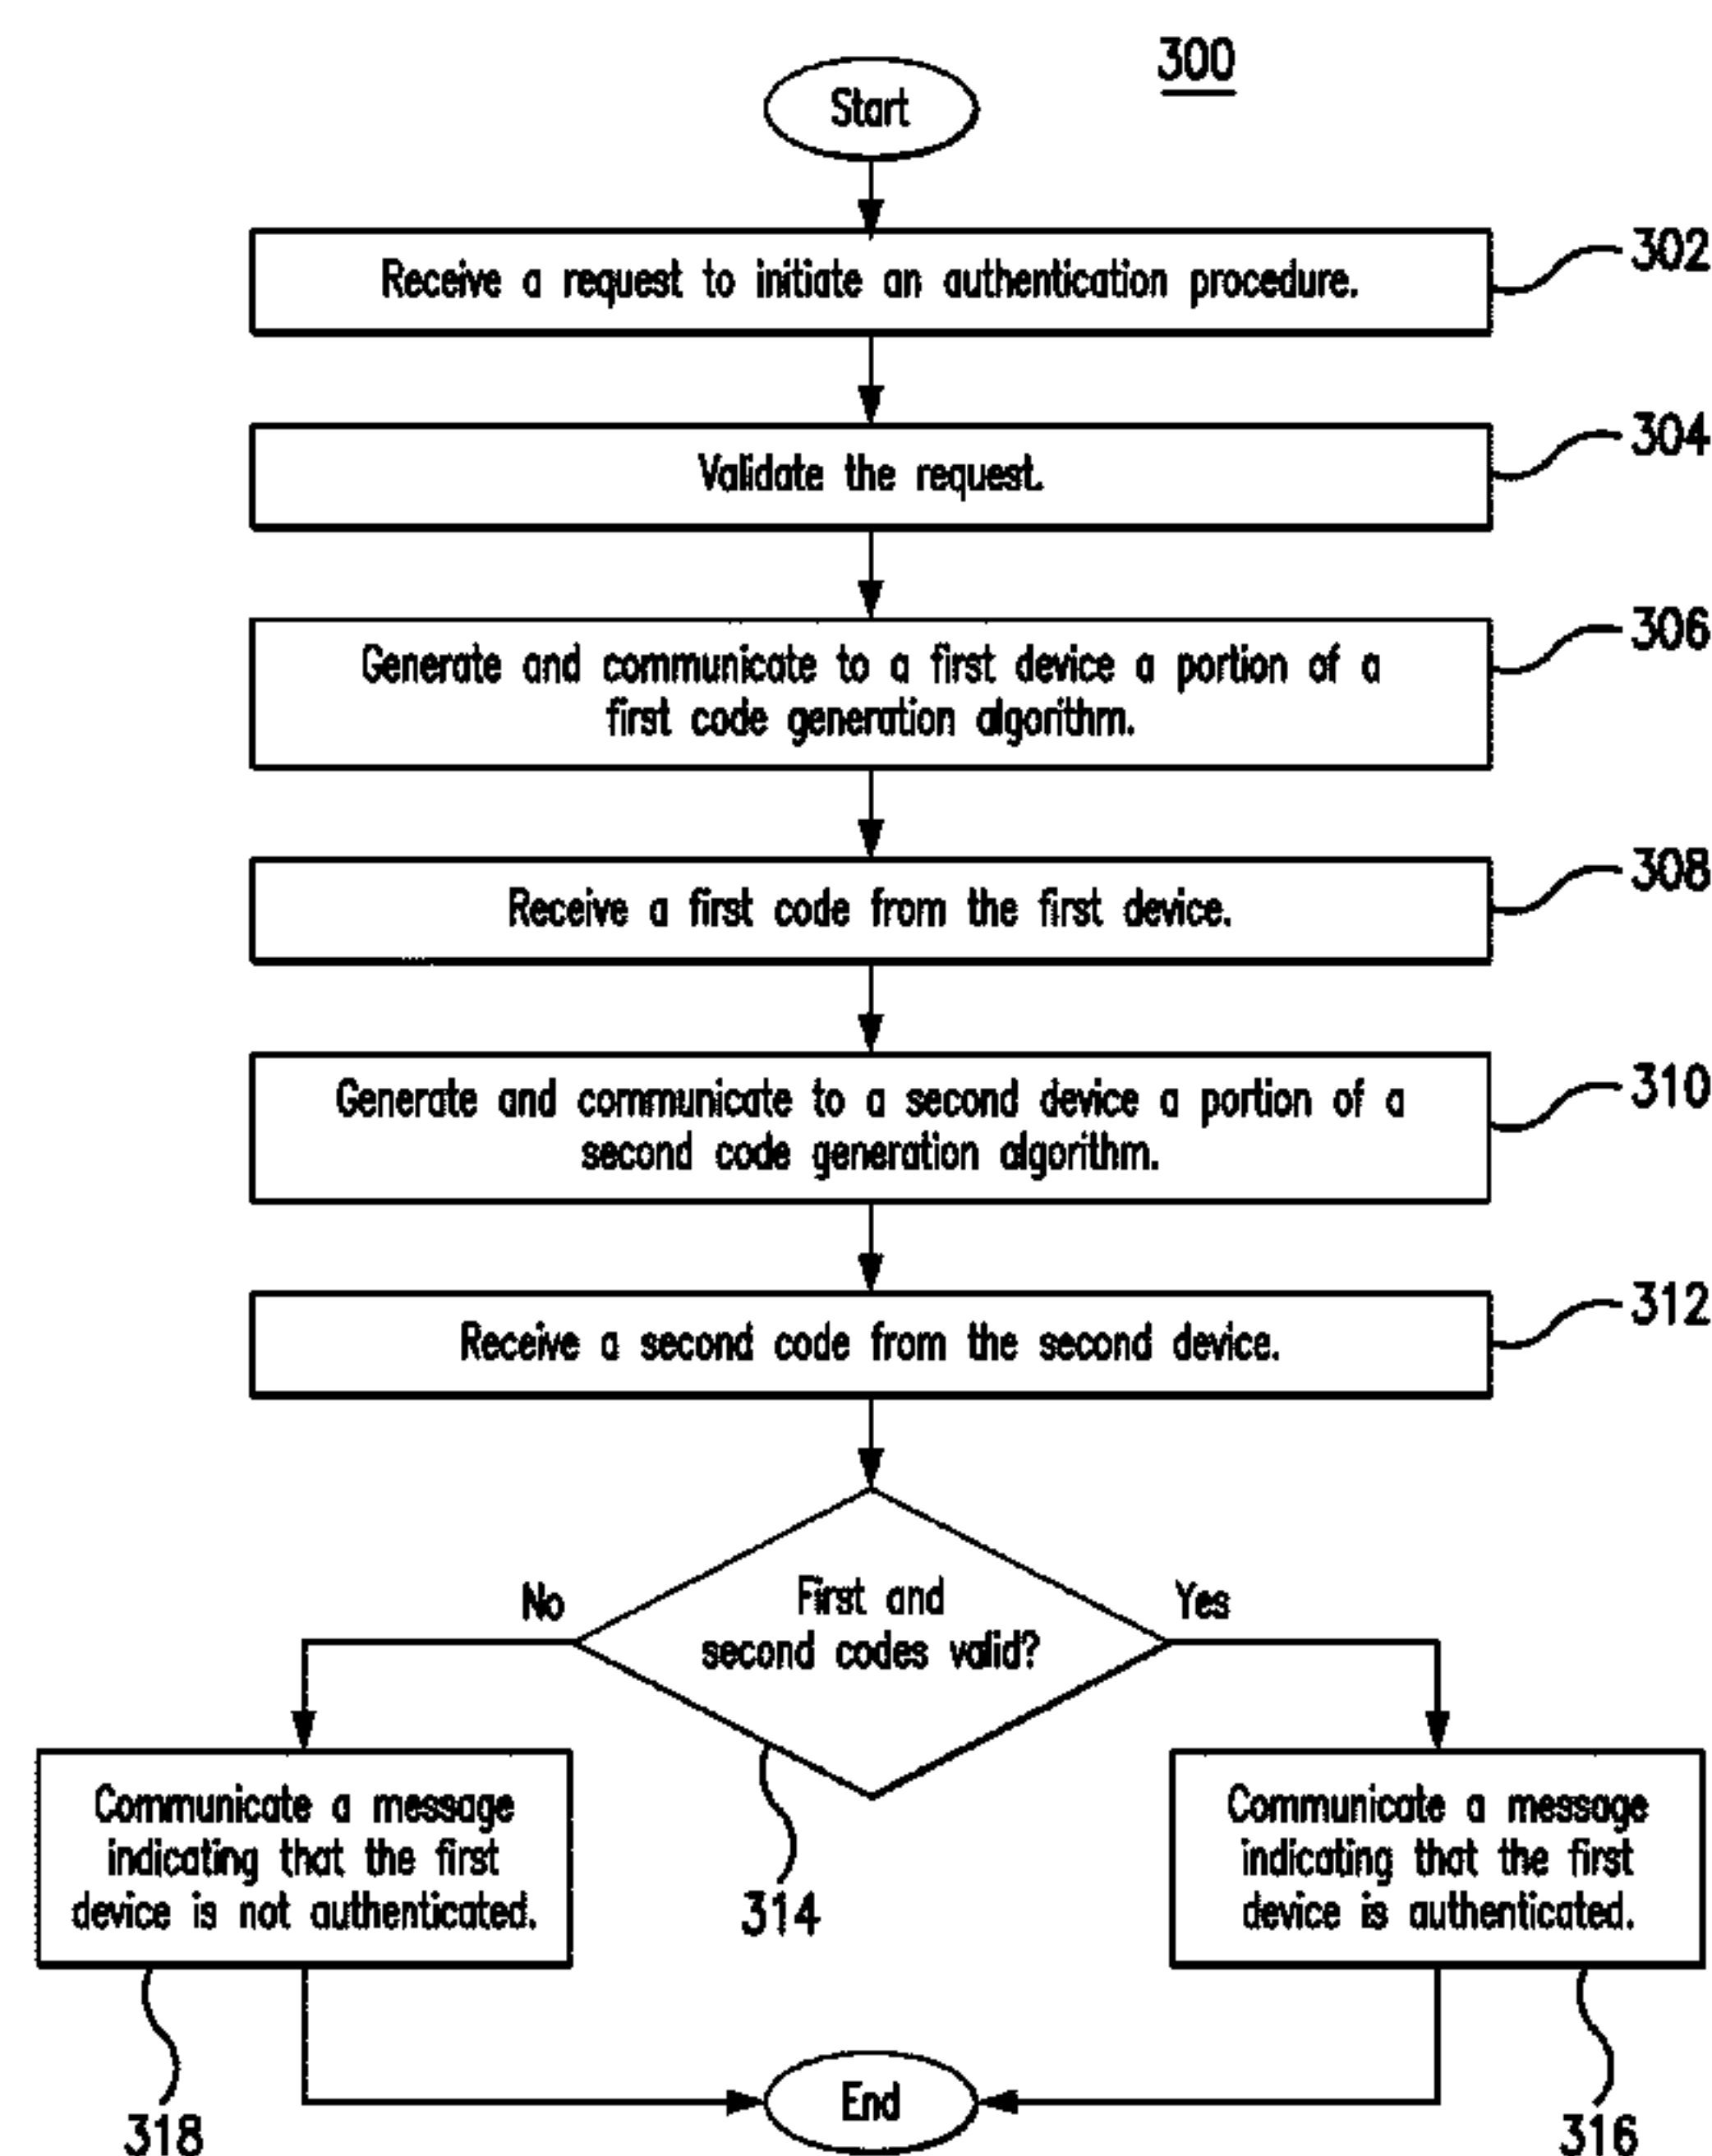 300
Start
Receive a request to initiate an authentication procedure.
302
Validate the request.
304
Generate and communicate to a first device a portion of a
first code generation algorithm.
306
Receive a first code from the first device.
308
Generate and communicate to a second device a portion of a
second code generation algorithm.
310
Receive a second code from the second device.
312
First and
second codes valid?
No
Yes
314
Communicate a message
indicating that the first
device is not authenticated.
318
Communicate a message
indicating that the first
device is authenticated.
316
End